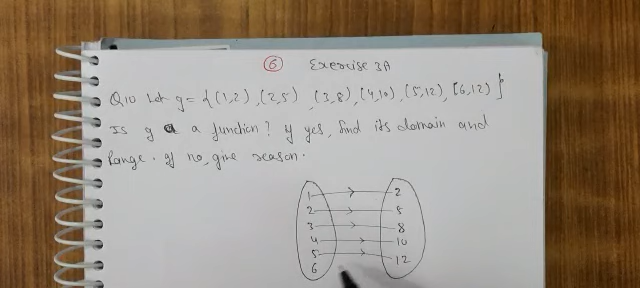 6 Exercise 3A
Q10 Let g = {(1,2), (2,5), (3,8), (4,10), (5,12), (6,12)}
Is g a function? If yes, find its domain and
Range. If no, give reason.
1 2
2 5
3 8
4 10
5 12
6